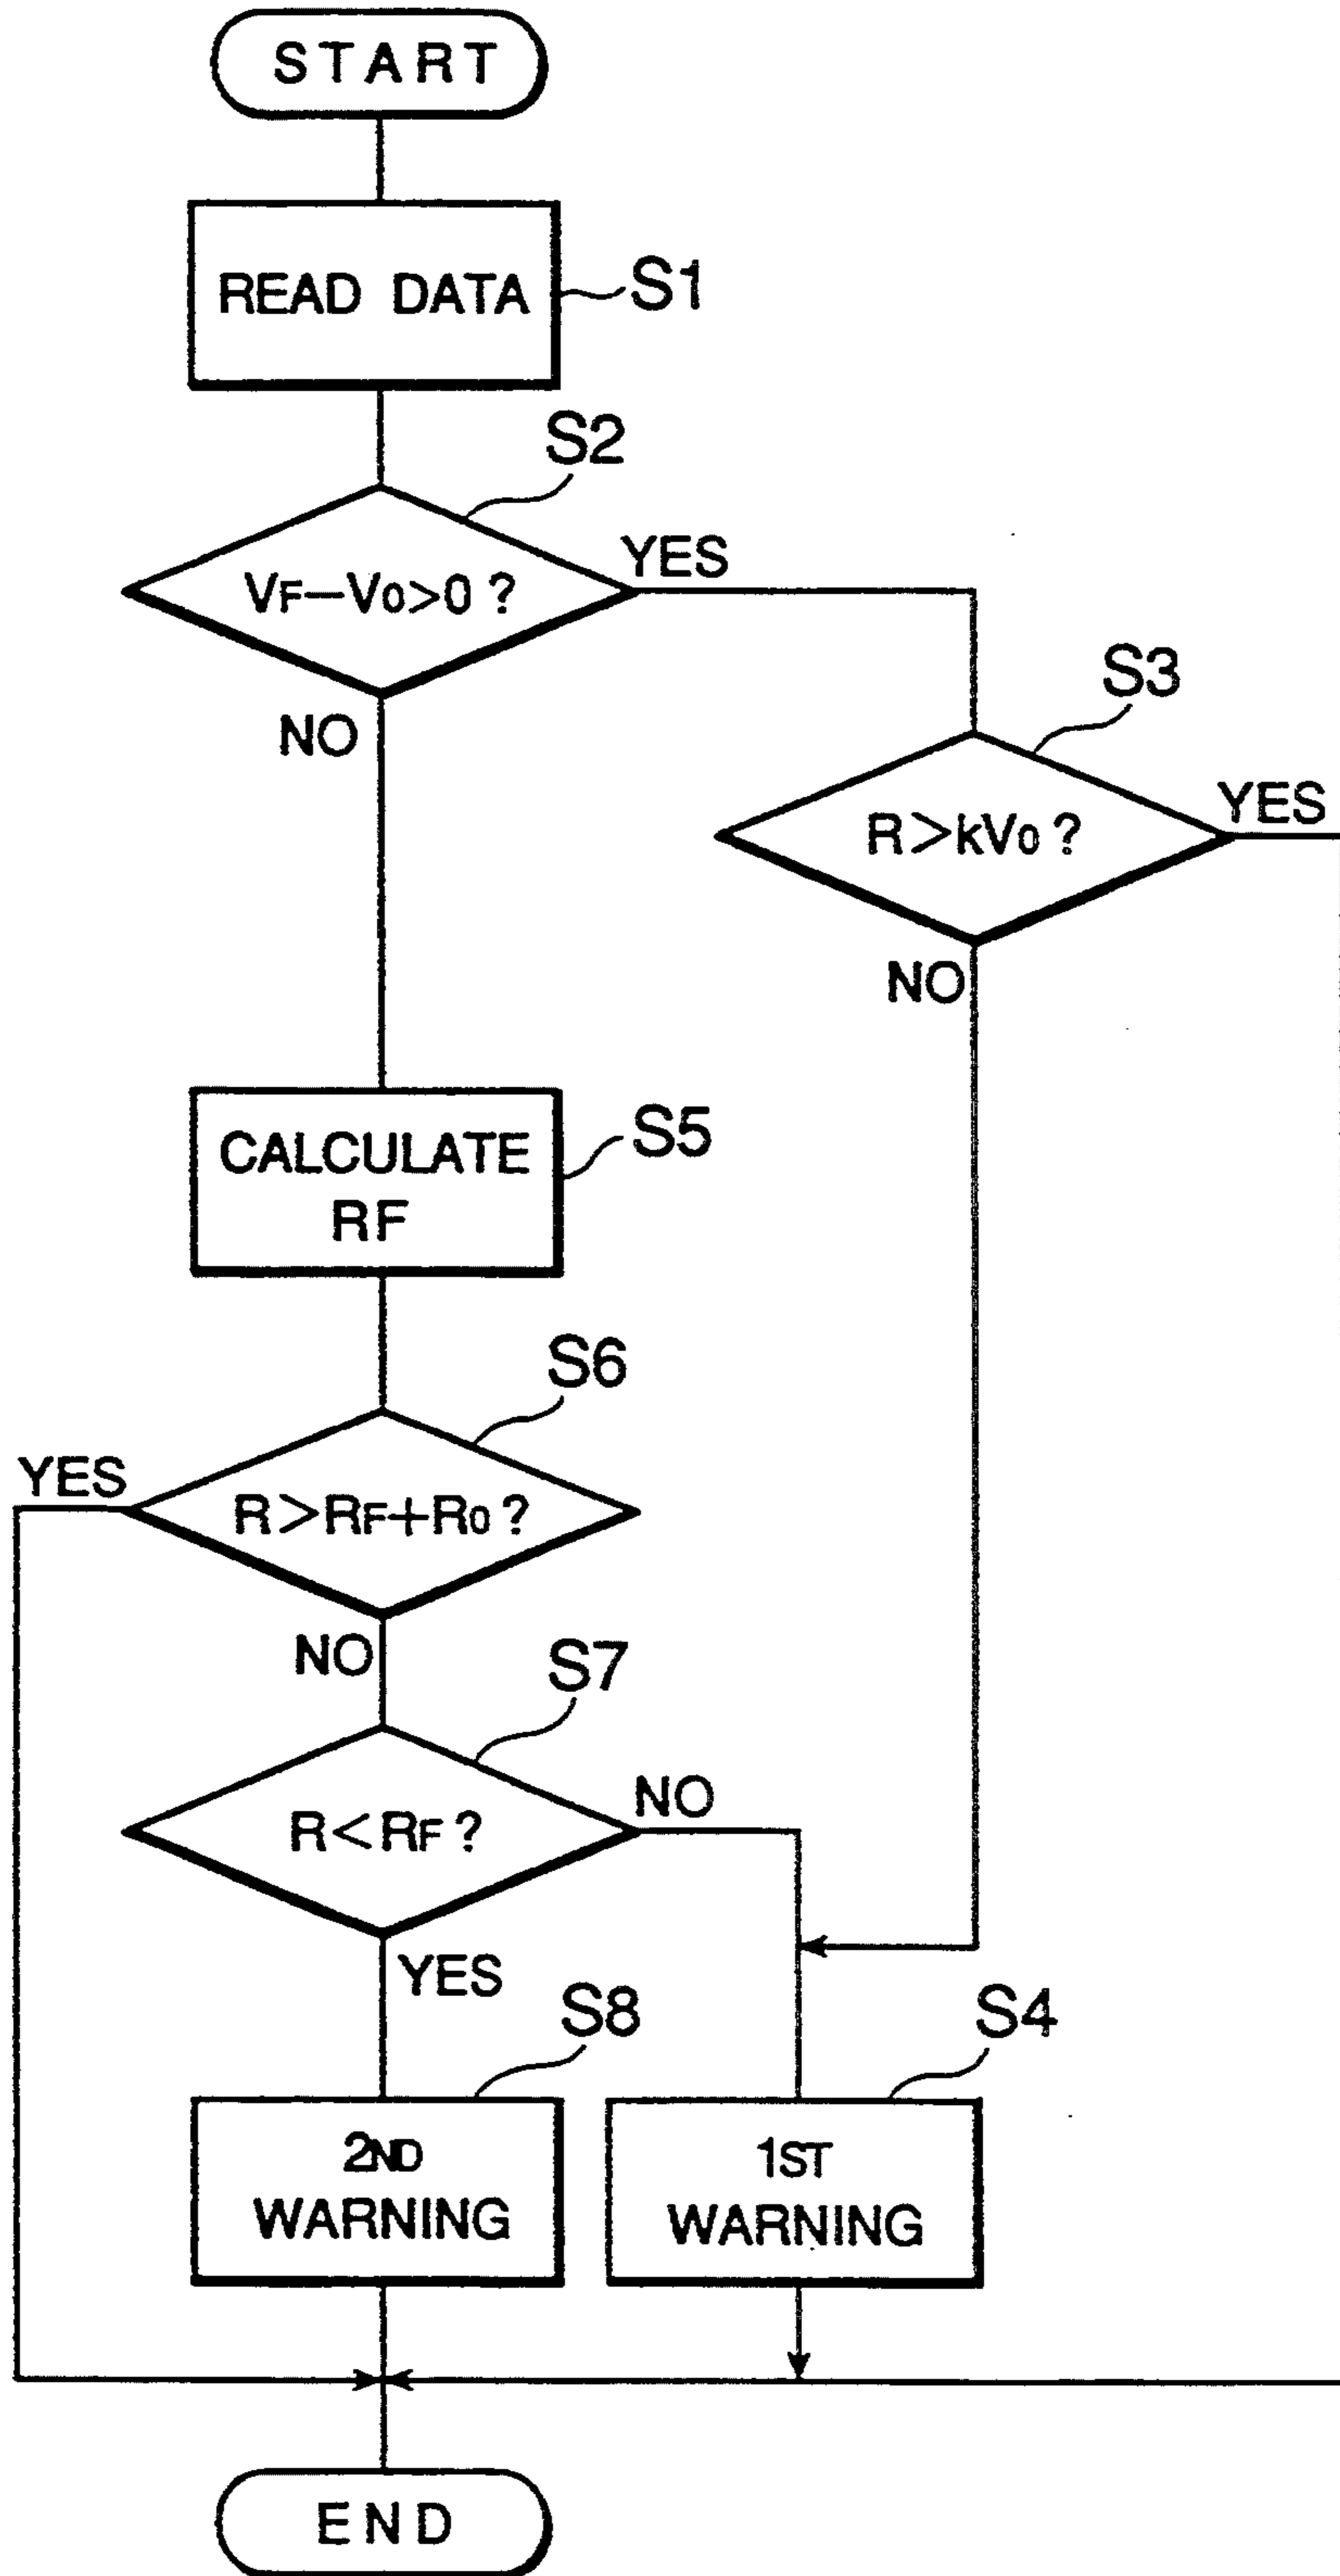 START
READ DATA
S1
S2
VF−V0>0 ?
YES
NO
S3
R>kV0 ?
YES
NO
CALCULATE
RF
S5
S6
YES
R>RF+R0 ?
NO
S7
R<RF ?
NO
YES
S8
2ND
WARNING
S4
1ST
WARNING
END